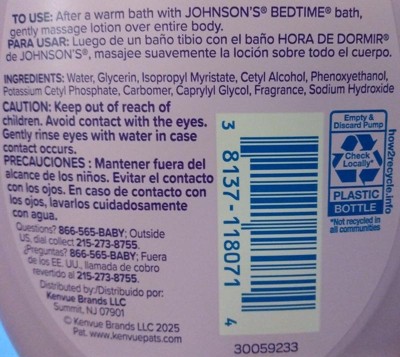 TO USE: After a warm bath with JOHNSON'S® BEDTIME® bath,
gently massage lotion over entire body.
PARA USAR: Luego de un baño tibio con el baño HORA DE DORMIR®
de JOHNSON'S®, masajee suavemente la loción sobre todo el cuerpo.
INGREDIENTS: Water, Glycerin, Isopropyl Myristate, Cetyl Alcohol, Phenoxyethanol,
Potassium Cetyl Phosphate, Carbomer, Caprylyl Glycol, Fragrance, Sodium Hydroxide
CAUTION: Keep out of reach of
children. Avoid contact with the eyes.
Gently rinse eyes with water in case
contact occurs.
PRECAUCIONES : Mantener fuera del
alcance de los niños. Evitar el contacto
con los ojos. En caso de contacto con
los ojos, lavarlos cuidadosamente
con agua.
Questions? 866-565-BABY; Outside
US, dial collect 215-273-8755.
¿Preguntas? 866-565-BABY; Fuera
de los EE. UU., llamada de cobro
revertido al 215-273-8755.
Distributed by:/Distribuido por:
Kenvue Brands LLC
Summit, NJ 07901
© Kenvue Brands LLC 2025
Pat. www.kenvuepats.com
3 8137-118071 4
30059233
Empty &
Discard Pump
Check
Locally*
PLASTIC
BOTTLE
*Not recycled in
all communities
how2recycle.info